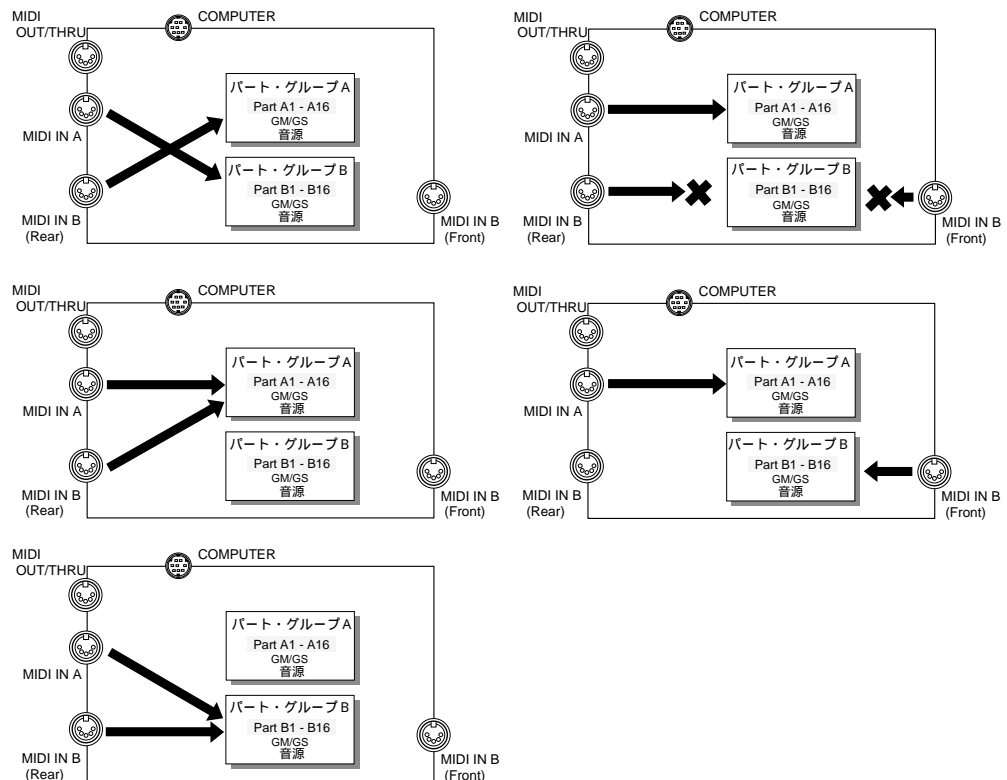 MIDI
OUT/THRU
COMPUTER
パート・グループA
Part A1 - A16
GM/GS
音源
MIDI IN A
パート・グループB
Part B1 - B16
GM/GS
音源
MIDI IN B
(Rear)
MIDI IN B
(Front)
MIDI
OUT/THRU
COMPUTER
パート・グループA
Part A1 - A16
GM/GS
音源
MIDI IN A
パート・グループB
Part B1 - B16
GM/GS
音源
MIDI IN B
(Rear)
MIDI IN B
(Front)
MIDI
OUT/THRU
COMPUTER
パート・グループA
Part A1 - A16
GM/GS
音源
MIDI IN A
パート・グループB
Part B1 - B16
GM/GS
音源
MIDI IN B
(Rear)
MIDI IN B
(Front)
MIDI
OUT/THRU
COMPUTER
パート・グループA
Part A1 - A16
GM/GS
音源
MIDI IN A
パート・グループB
Part B1 - B16
GM/GS
音源
MIDI IN B
(Rear)
MIDI IN B
(Front)
MIDI
OUT/THRU
COMPUTER
パート・グループA
Part A1 - A16
GM/GS
音源
MIDI IN A
パート・グループB
Part B1 - B16
GM/GS
音源
MIDI IN B
(Rear)
MIDI IN B
(Front)